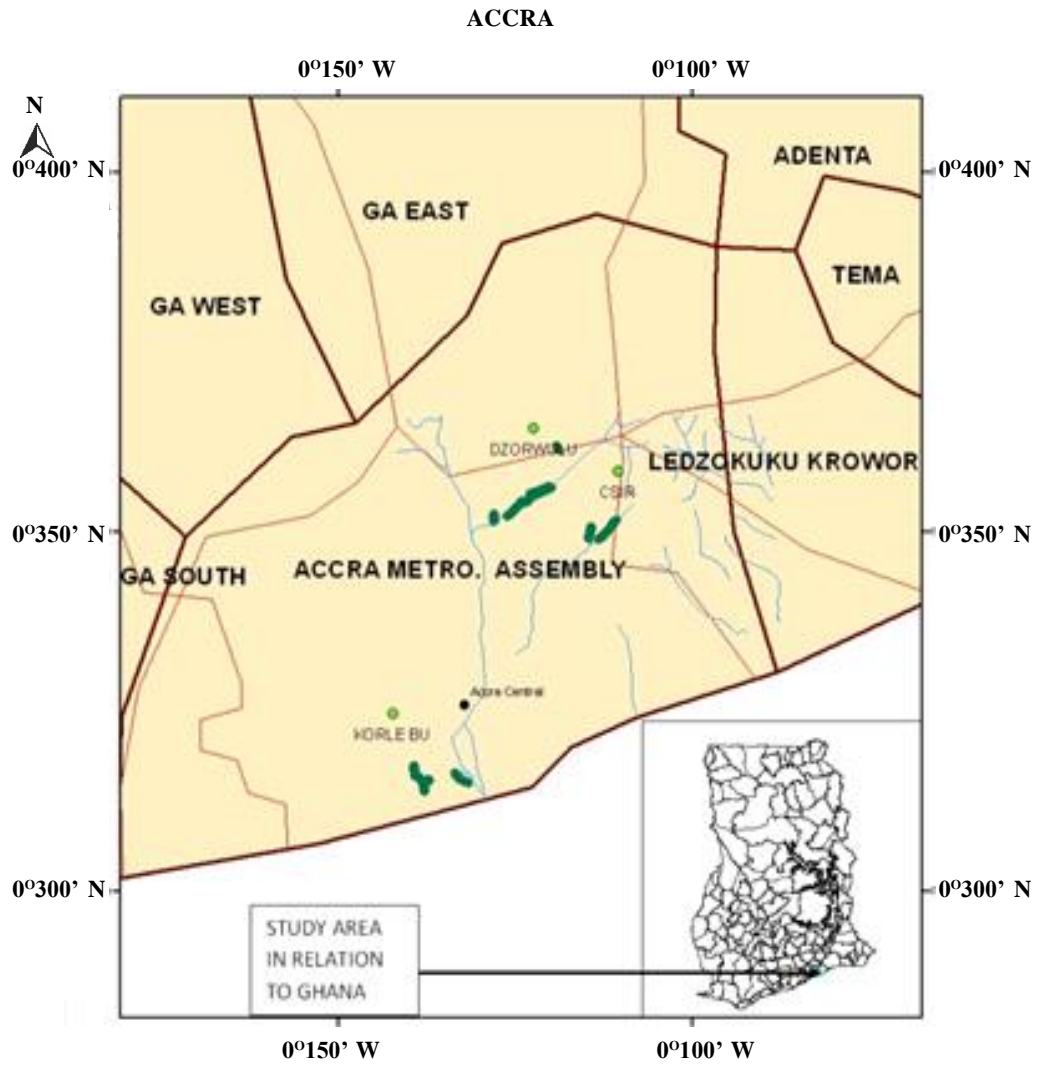 ACCRA
0°150' W 0°100' W
N
0°400' N 0°400' N
ADENTA
GA EAST
TEMA
GA WEST
DZORWULU
LEDZOKUKU KROWOR
CSIR
0°350' N 0°350' N
ACCRA METRO. ASSEMBLY
GA SOUTH
Accra Central
KORLE BU
0°300' N 0°300' N
STUDY AREA
IN RELATION
TO GHANA
0°150' W 0°100' W